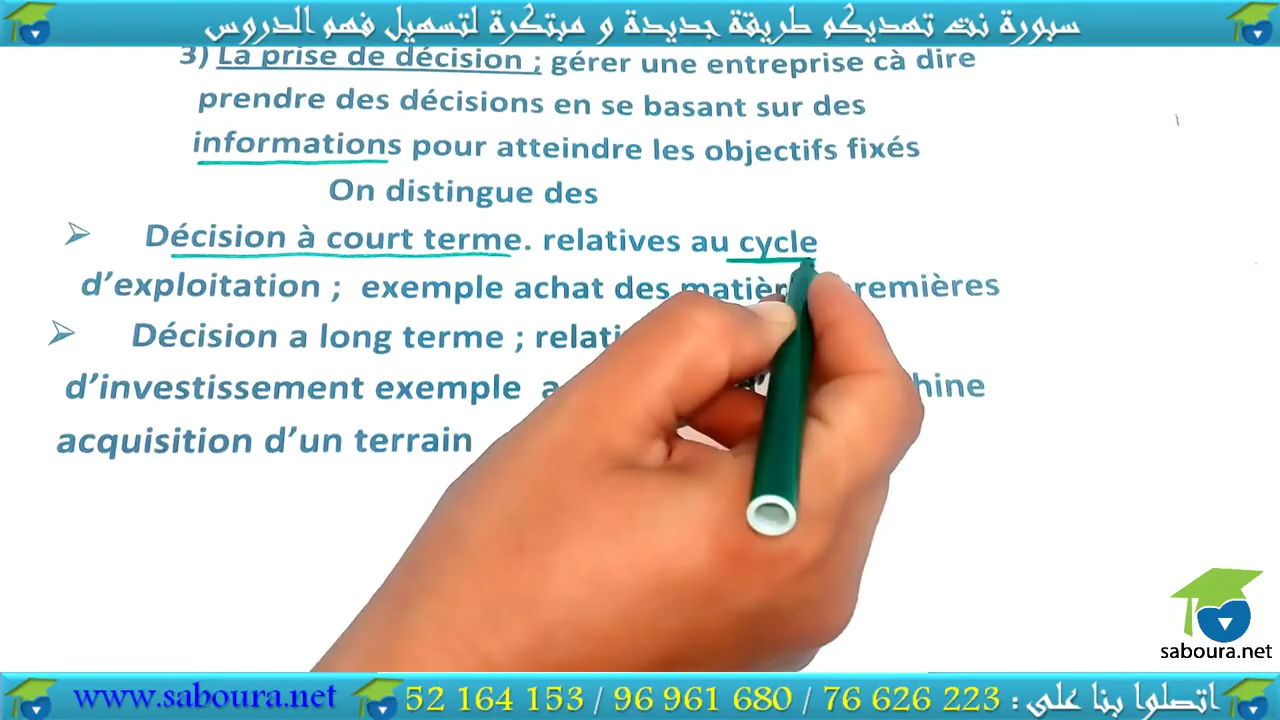 سبورة نت تهديكم طريقة جديدة و مبتكرة لتسهيل فهم الدروس
3) La prise de décision ; gérer une entreprise cà dire
prendre des décisions en se basant sur des
informations pour atteindre les objectifs fixés
On distingue des
➢ Décision à court terme. relatives au cycle
d’exploitation ; exemple achat des matières premières
➢ Décision a long terme ;
d’investissement exemple
acquisition d’un terrain
saboura.net
www.saboura.net 52 164 153 / 96 961 680 / 76 626 223 اتصلوا بنا على :